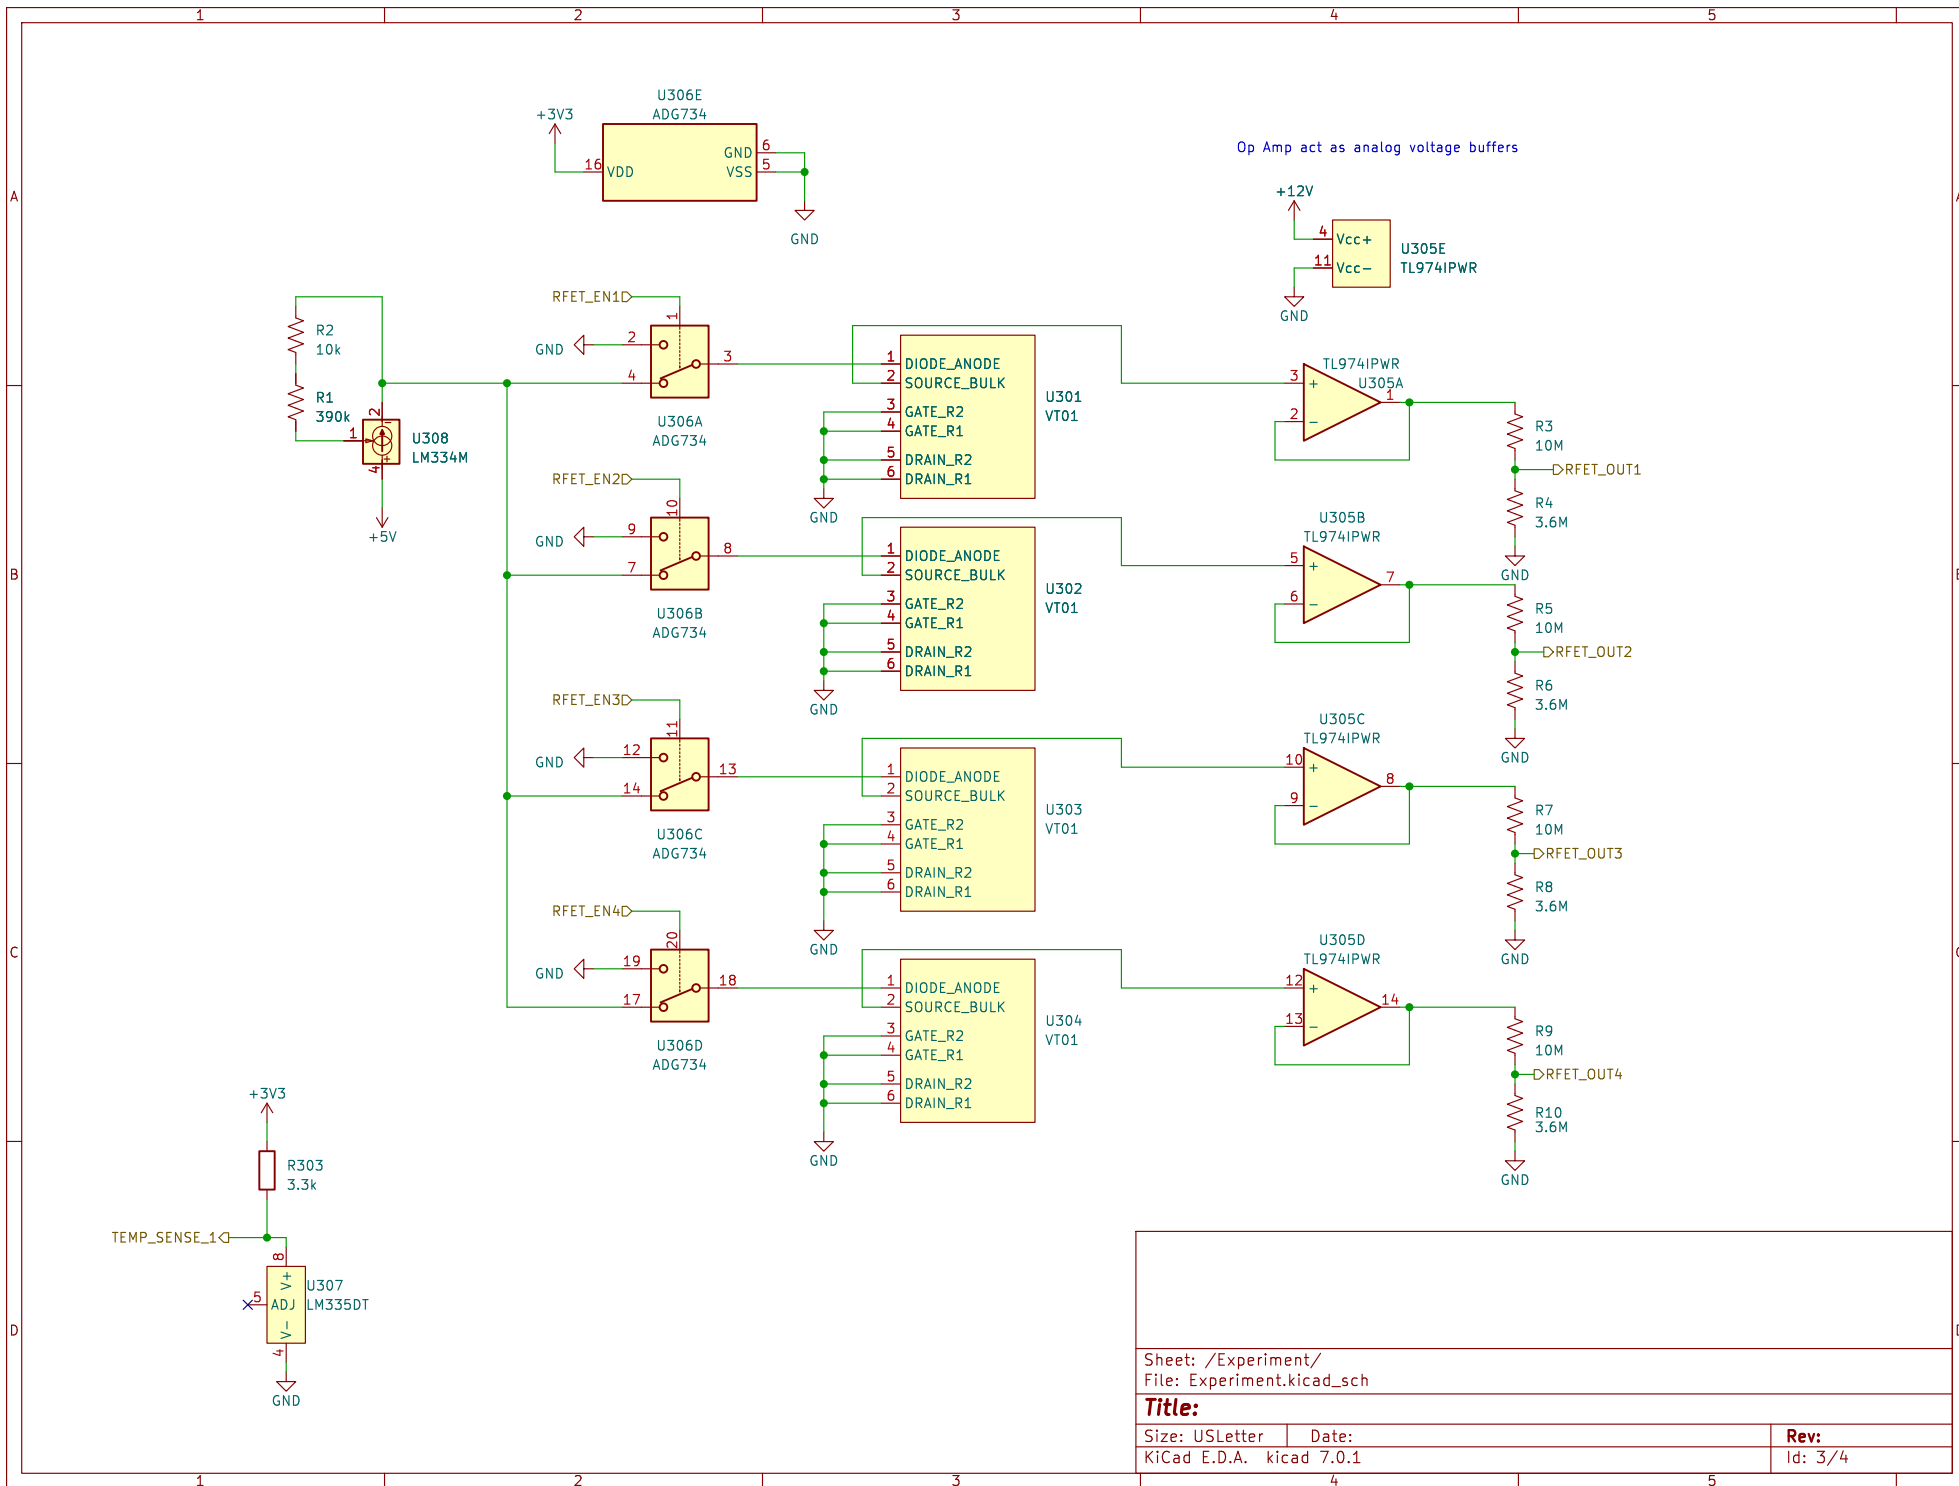 1 2 3 4 5
A
B
C
D
U306E
ADG734
+3V3
16 VDD
GND 6
VSS 5
GND
Op Amp act as analog voltage buffers
+12V
4 Vcc+
11 Vcc-
U305E
TL974IPWR
GND
R2
10k
R1
390k
1
2
4
U308
LM334M
+5V
RFET_EN1
1
GND
2
4
3
U306A
ADG734
1 DIODE_ANODE
2 SOURCE_BULK
3 GATE_R2
4 GATE_R1
5 DRAIN_R2
6 DRAIN_R1
U301
VT01
GND
TL974IPWR
U305A
3 +
2 -
1
R3
10M
RFET_OUT1
R4
3.6M
GND
RFET_EN2
10
GND
9
7
8
U306B
ADG734
1 DIODE_ANODE
2 SOURCE_BULK
3 GATE_R2
4 GATE_R1
5 DRAIN_R2
6 DRAIN_R1
U302
VT01
GND
U305B
TL974IPWR
5 +
6 -
7
R5
10M
RFET_OUT2
R6
3.6M
GND
RFET_EN3
11
GND
12
14
13
U306C
ADG734
1 DIODE_ANODE
2 SOURCE_BULK
3 GATE_R2
4 GATE_R1
5 DRAIN_R2
6 DRAIN_R1
U303
VT01
GND
U305C
TL974IPWR
10 +
9 -
8
R7
10M
RFET_OUT3
R8
3.6M
GND
RFET_EN4
20
GND
19
17
18
U306D
ADG734
1 DIODE_ANODE
2 SOURCE_BULK
3 GATE_R2
4 GATE_R1
5 DRAIN_R2
6 DRAIN_R1
U304
VT01
GND
U305D
TL974IPWR
12 +
13 -
14
R9
10M
RFET_OUT4
R10
3.6M
GND
+3V3
R303
3.3k
TEMP_SENSE_1
8
V+
5 ADJ
V-
4
U307
LM335DT
GND
Sheet: /Experiment/
File: Experiment.kicad_sch
Title:
Size: USLetter Date: Rev:
KiCad E.D.A. kicad 7.0.1 Id: 3/4
1 2 3 4 5